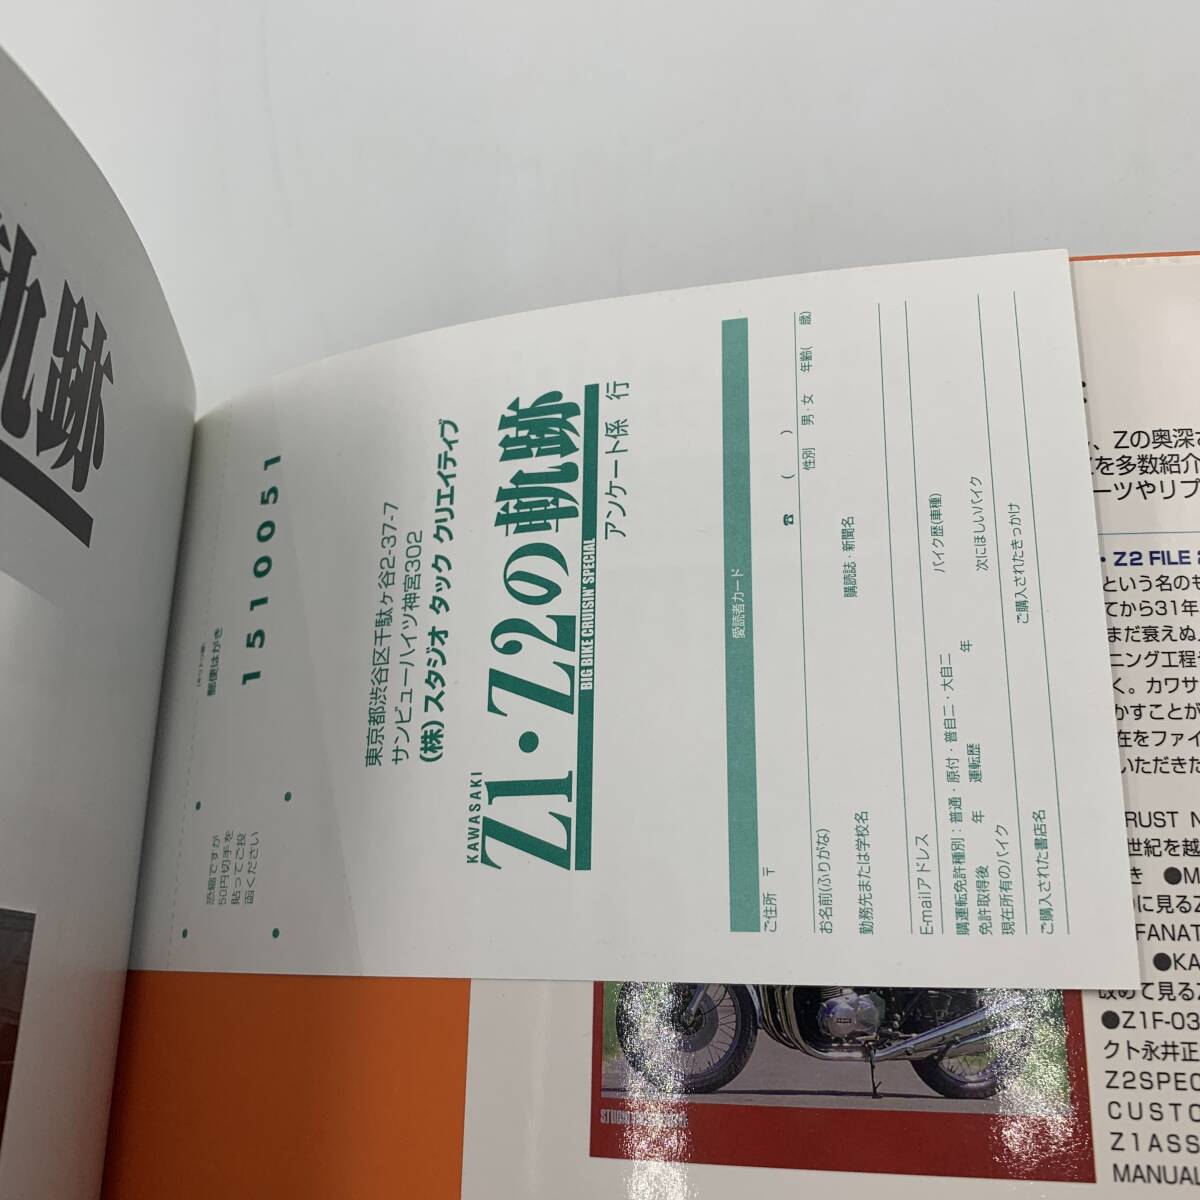 軌跡
(キリトリ線)
郵便はがき
1510051
恐縮ですが
50円切手を
貼ってご投
函ください
東京都渋谷区千駄ヶ谷2-37-7
サンビューハイツ神宮302
(株)スタジオ タック クリエイティブ
KAWASAKI
Z1・Z2の軌跡
BIG BIKE CRUISIN' SPECIAL
アンケート係 行
愛読者カード
ご住所 〒
☎ ( )
お名前(ふりがな) 性別 男・女 年齢( 歳)
勤務先または学校名 購読誌・新聞名
E-mailアドレス バイク歴(車種)
購運転免許種別：普通・原付・普自二・大自二
免許取得後 年 運転歴 年
現在所有のバイク 次にほしいバイク
ご購入された書店名 ご購入されたきっかけ
、Zの奥深さ
を多数紹介
ーツやリプ
・Z2 FILE
という名のも
てから31年
まだ衰えぬ
ニング工程
く。カワサ
かすことが
在をファイ
いただきた
RUST N
世紀を越
き ●M
に見るZ
FANAT
●KA
改めて見るZ
●Z1F-03
クト永井正
Z2SPEC
CUSTO
Z1ASS
MANUAL